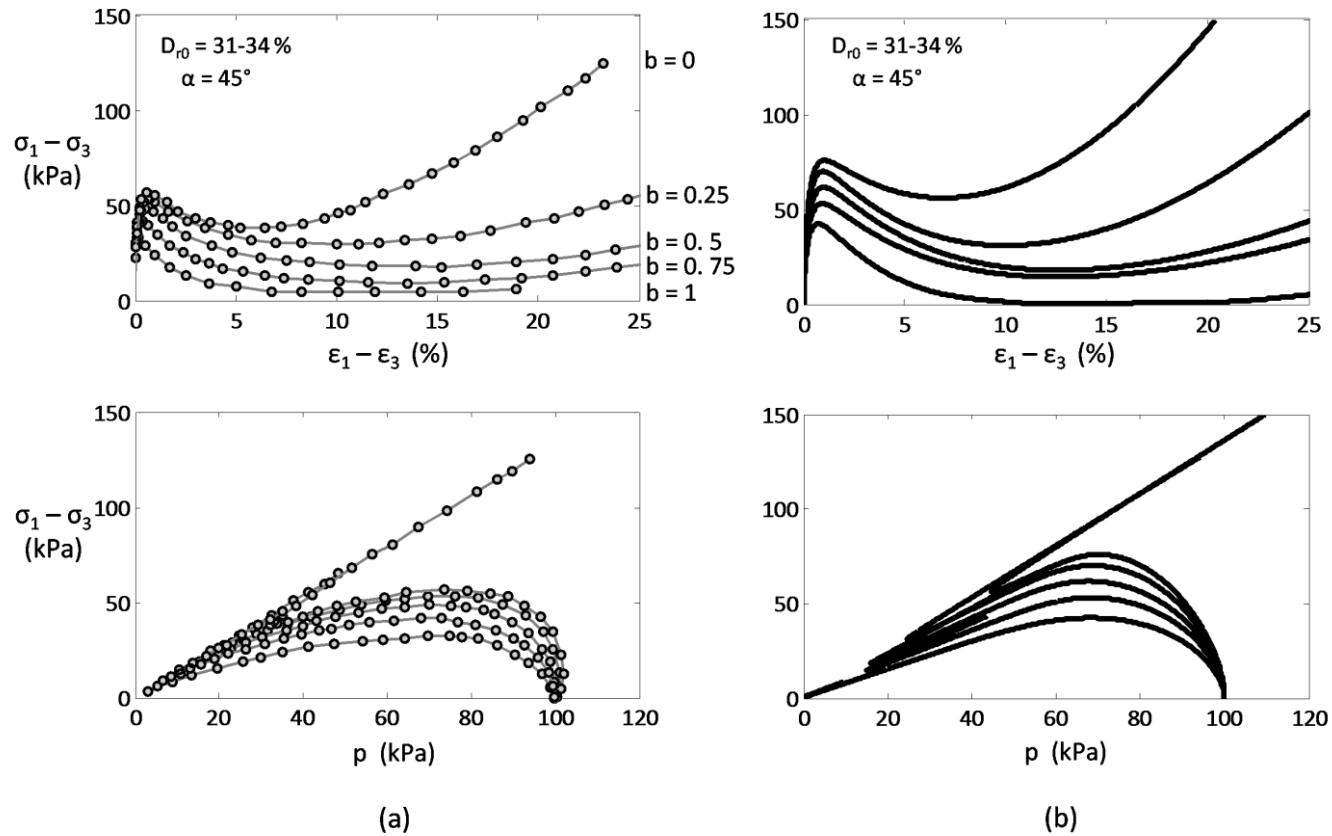 150
D_r0 = 31-34 %
α = 45°
b = 0
100
σ₁ – σ₃
(kPa)
50
b = 0.25
b = 0. 5
b = 0.75
b = 1
0
0 5 10 15 20 25
ε₁ – ε₃ (%)
150
D_r0 = 31-34 %
α = 45°
100
50
0
5 10 15 20 25
ε₁ – ε₃ (%)
150
100
σ₁ – σ₃
(kPa)
50
0
0 20 40 60 80 100 120
p (kPa)
(a)
150
100
50
0
0 20 40 60 80 100 120
p (kPa)
(b)